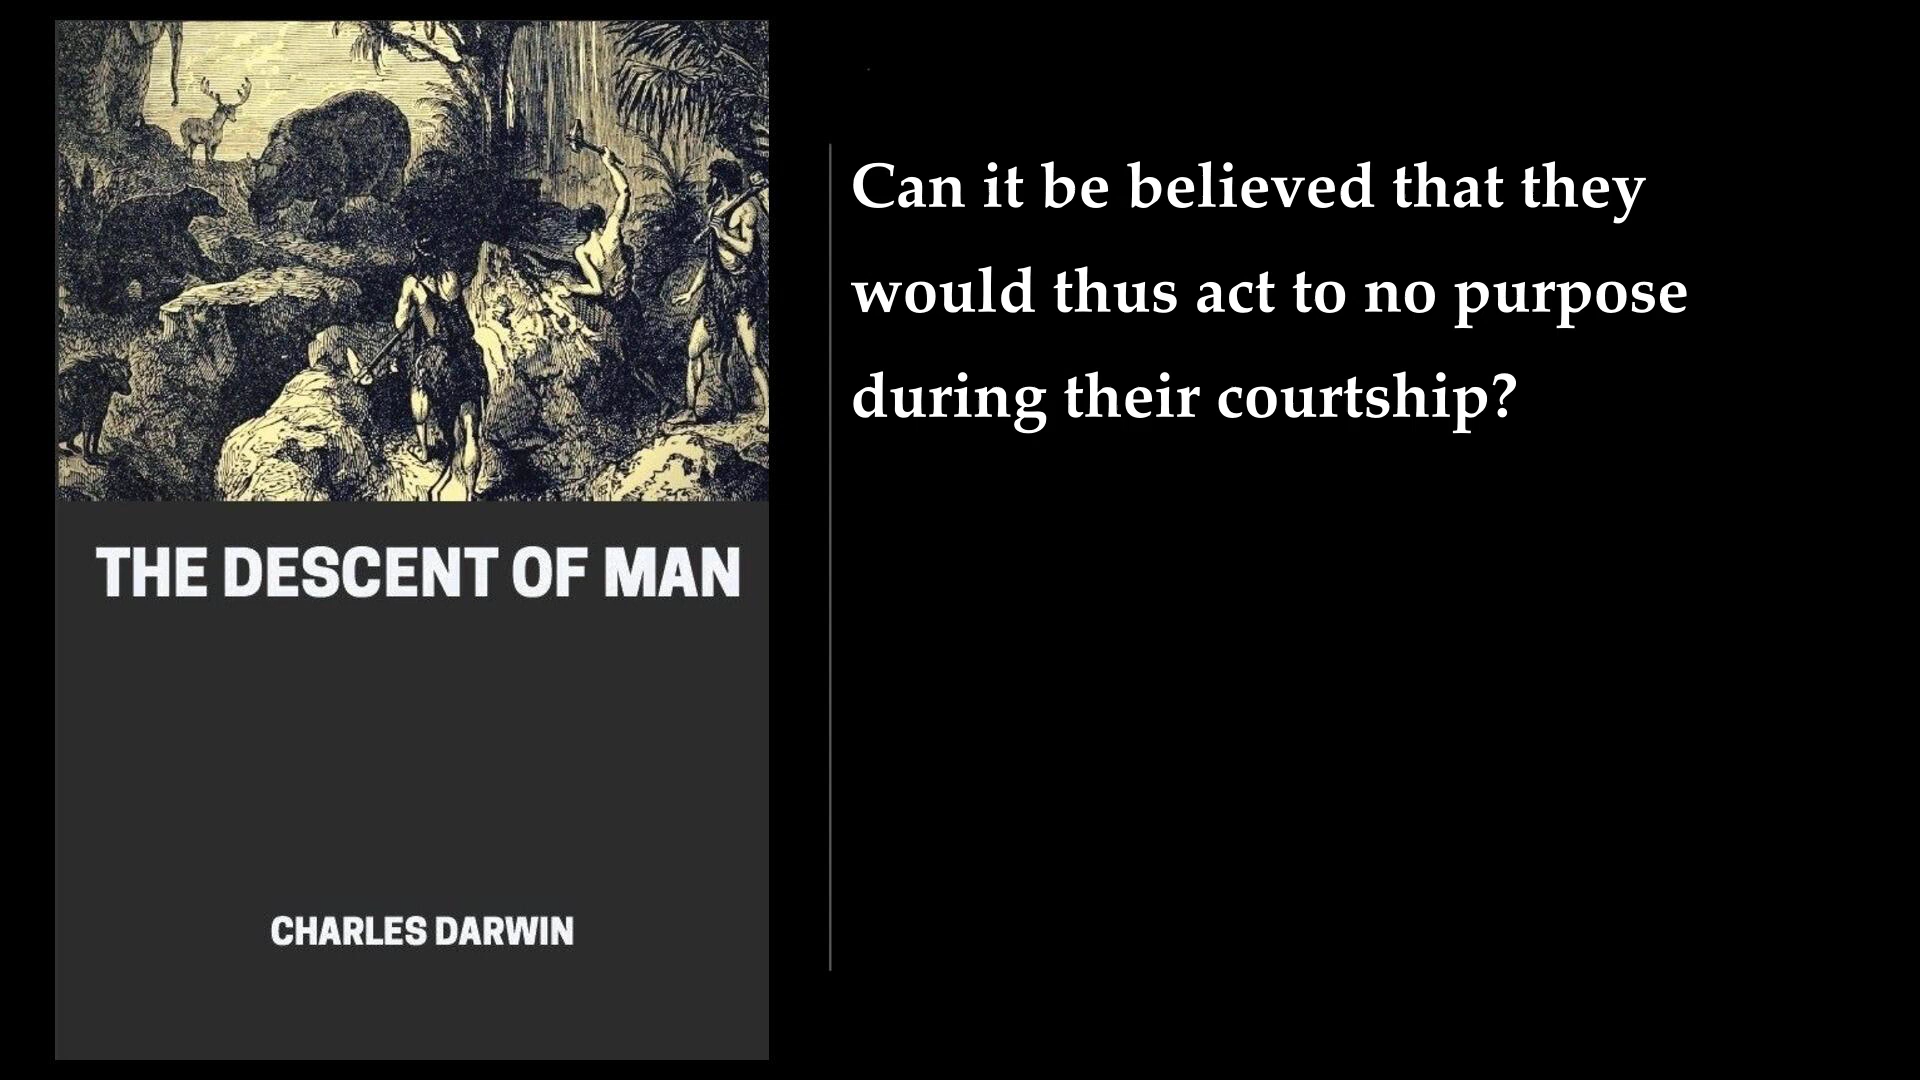 THE DESCENT OF MAN
CHARLES DARWIN
Can it be believed that they
would thus act to no purpose
during their courtship?